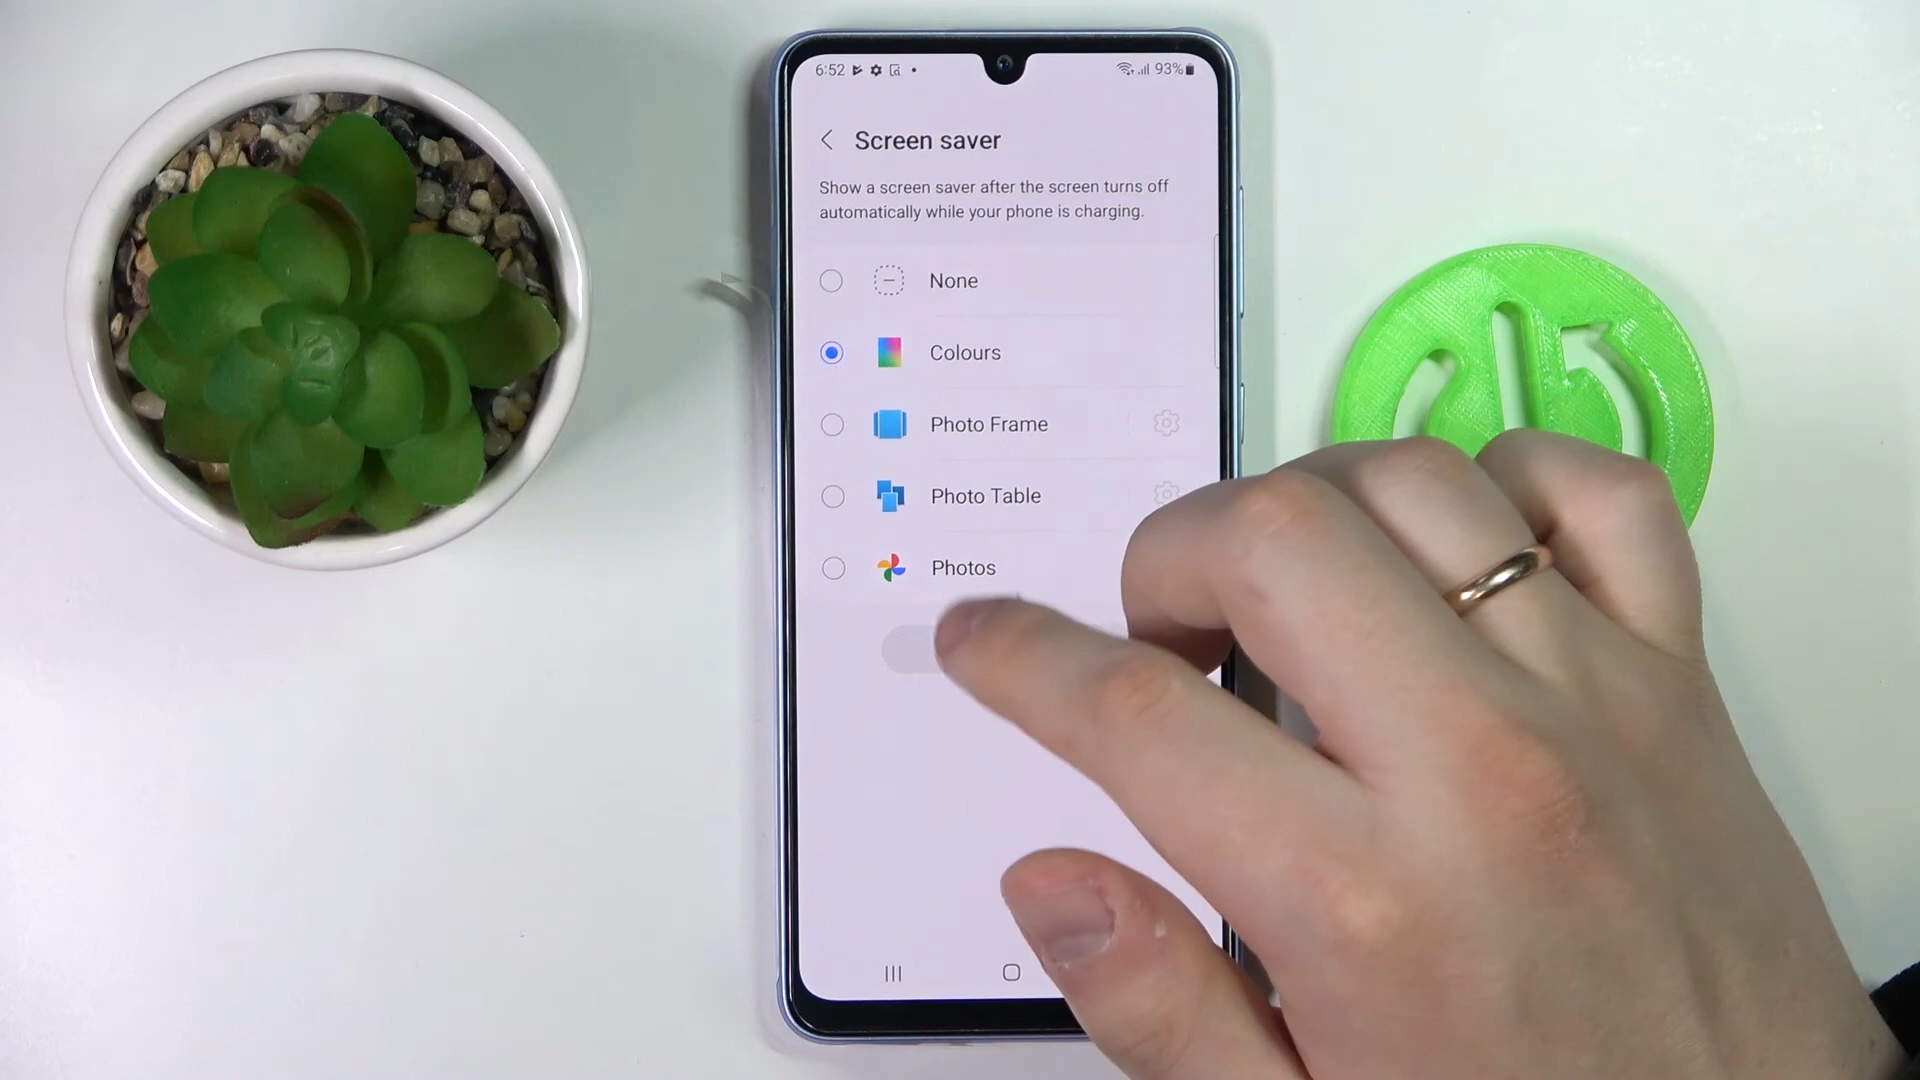 6:52
93%
Screen saver
Show a screen saver after the screen turns off
automatically while your phone is charging.
None
Colours
Photo Frame
Photo Table
Photos